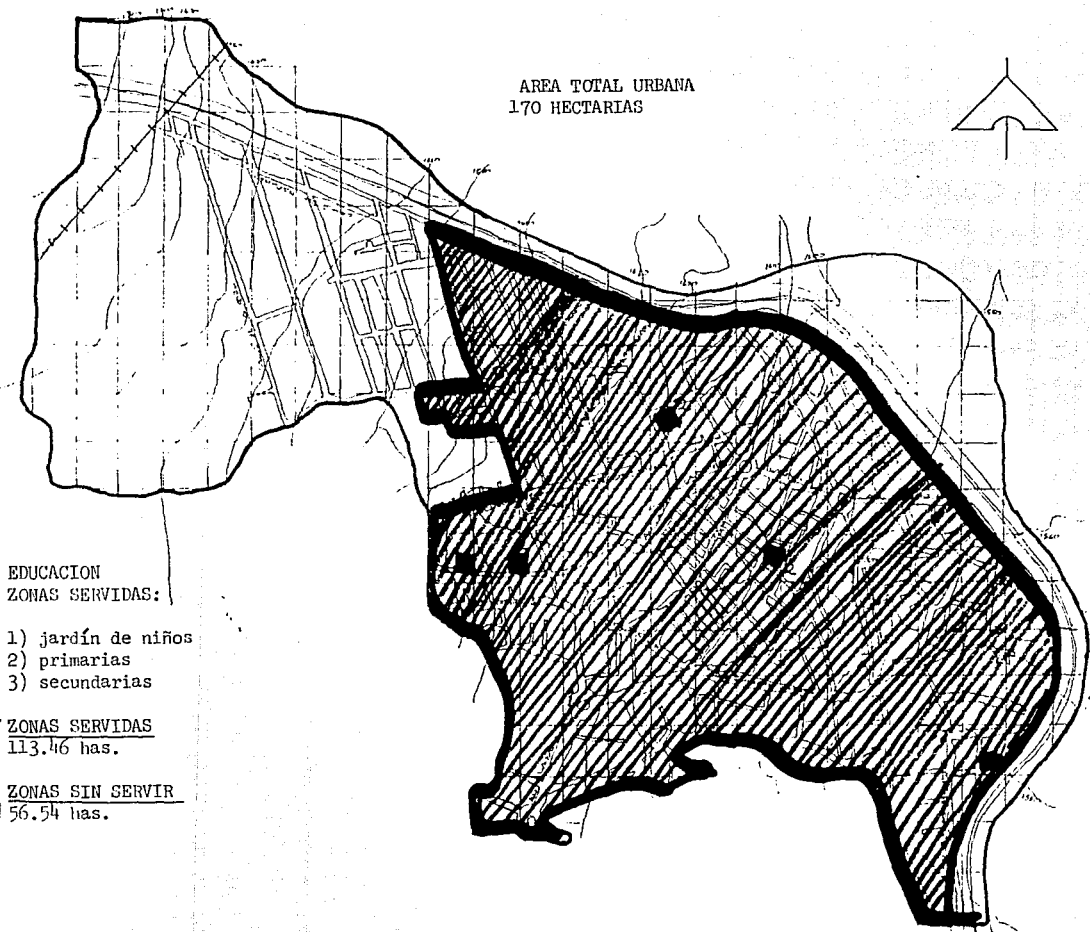 AREA TOTAL URBANA
170 HECTARIAS
EDUCACION
ZONAS SERVIDAS:
1) jardín de niños
2) primarias
3) secundarias
ZONAS SERVIDAS
113.46 has.
ZONAS SIN SERVIR
56.54 has.